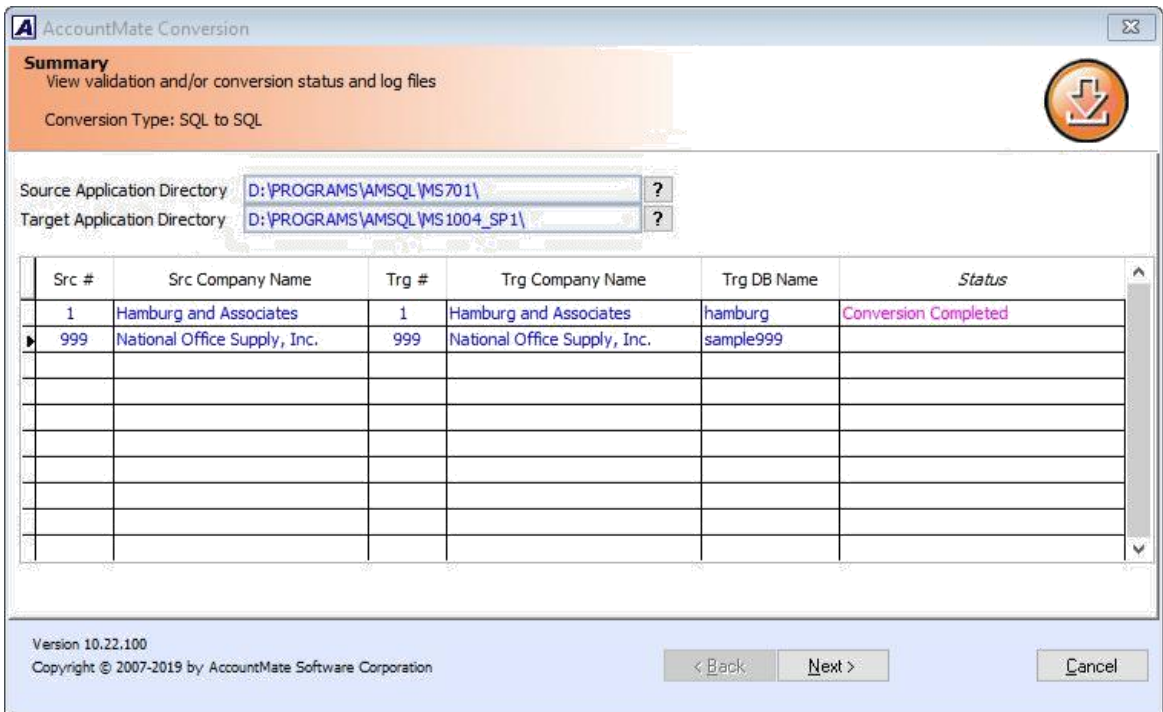 AccountMate Conversion
Summary
View validation and/or conversion status and log files
Conversion Type: SQL to SQL
Source Application Directory D:\PROGRAMS\AMSQL\MS701\ ?
Target Application Directory D:\PROGRAMS\AMSQL\MS1004_SP1\ ?
Src # Src Company Name Trg # Trg Company Name Trg DB Name Status
1 Hamburg and Associates 1 Hamburg and Associates hamburg Conversion Completed
999 National Office Supply, Inc. 999 National Office Supply, Inc. sample999
Version 10.22.100
Copyright © 2007-2019 by AccountMate Software Corporation
< Back Next > Cancel